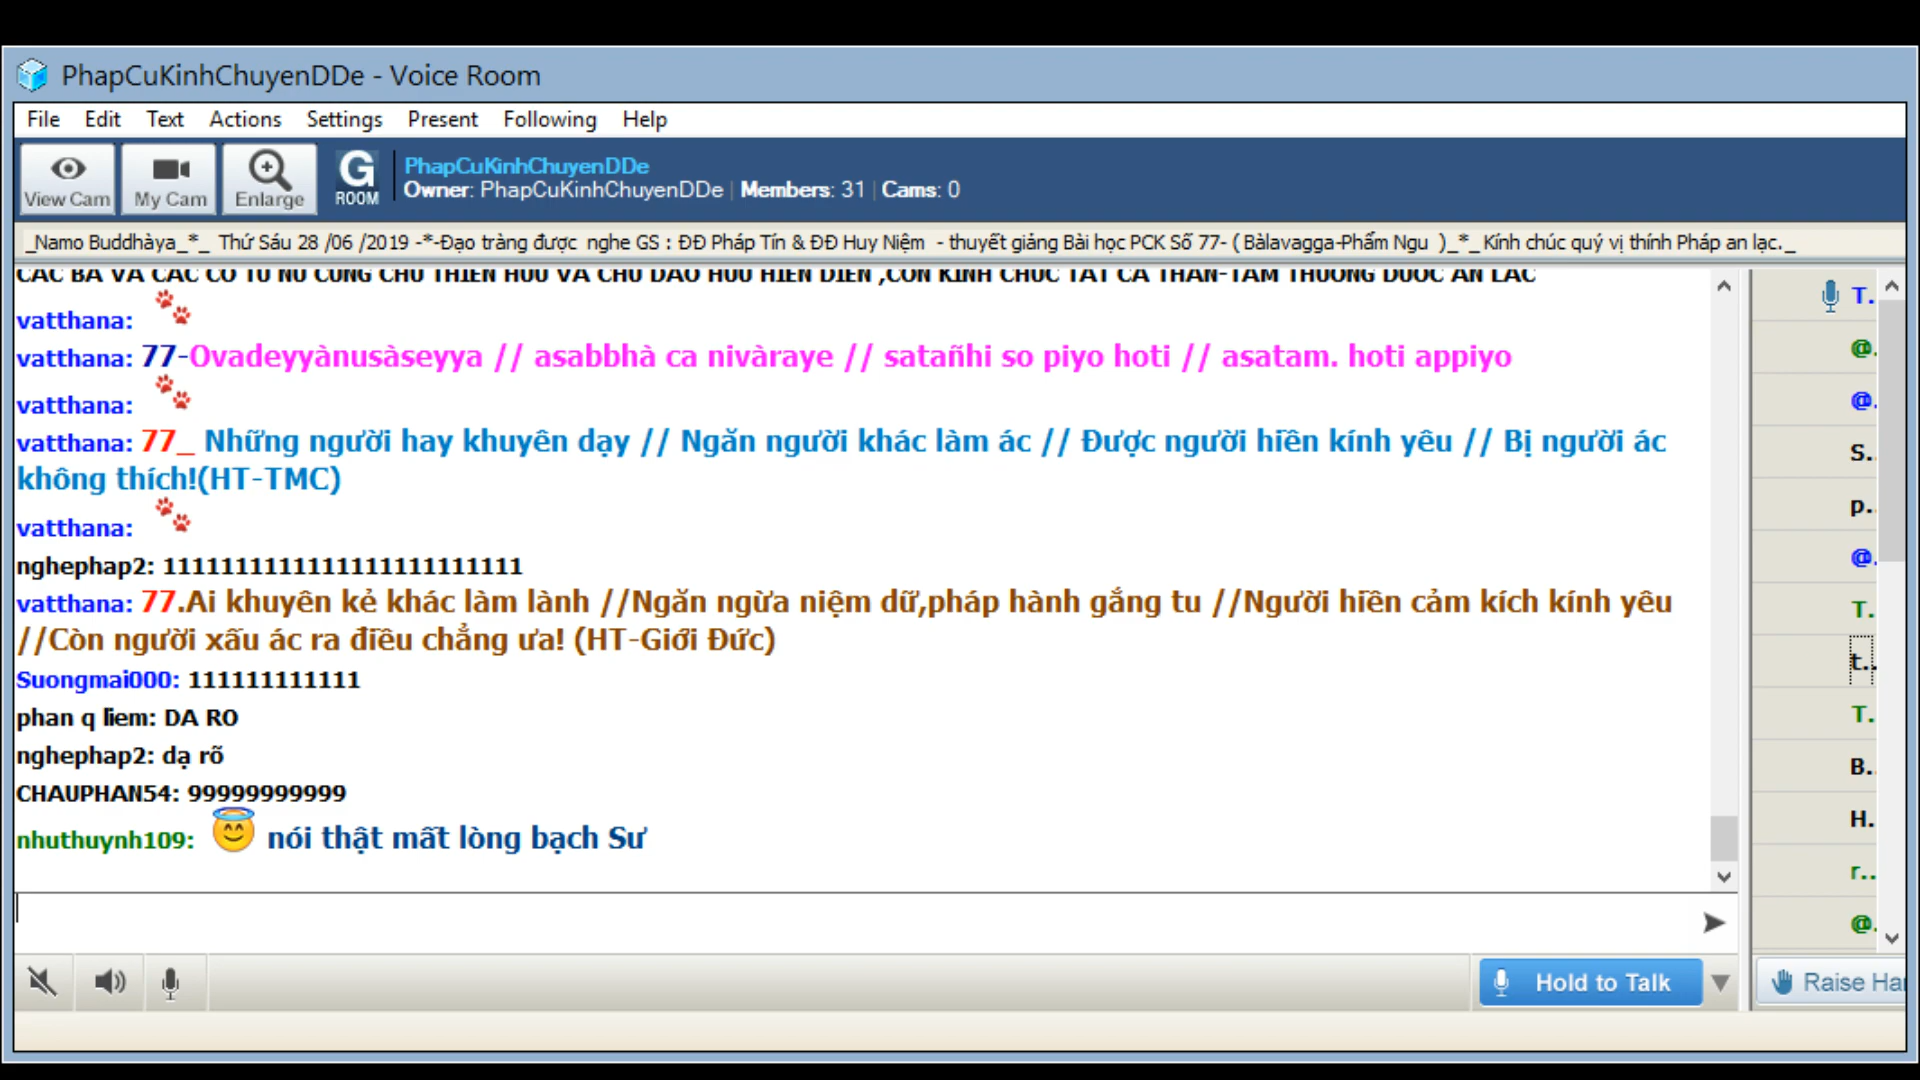 PhapCuKinhChuyenDDe - Voice Room
File Edit Text Actions Settings Present Following Help
View Cam My Cam Enlarge G ROOM
PhapCuKinhChuyenDDe
Owner: PhapCuKinhChuyenDDe | Members: 31 | Cams: 0
_Namo Buddhàya_*_ Thứ Sáu 28 /06 /2019 -*-Đạo tràng được nghe GS : ĐĐ Pháp Tín & ĐĐ Huy Niệm - thuyết giảng Bài học PCK Số 77- ( Bàlavagga-Phẩm Ngu )_*_Kính chúc quý vị thính Pháp an lạc._
vatthana:
vatthana: 77-Ovadeyyànusàseyya // asabbhà ca nivàraye // satañhi so piyo hoti // asatam. hoti appiyo
vatthana:
vatthana: 77_ Những người hay khuyên dạy // Ngăn người khác làm ác // Được người hiền kính yêu // Bị người ác
không thích!(HT-TMC)
vatthana:
nghephap2: 111111111111111111111111111111
vatthana: 77.Ai khuyên kẻ khác làm lành //Ngăn ngừa niệm dữ,pháp hành gắng tu //Người hiền cảm kích kính yêu
//Còn người xấu ác ra điều chẳng ưa! (HT-Giới Đức)
Suongmai000: 111111111111
phan q liem: DA RO
nghephap2: dạ rõ
CHAUPHAN54: 99999999999
nhuthuynh109: nói thật mất lòng bạch Sư
T.
@.
@.
S.
p.
@.
T.
t..
T.
B.
H.
r..
@.
Hold to Talk
Raise Ha